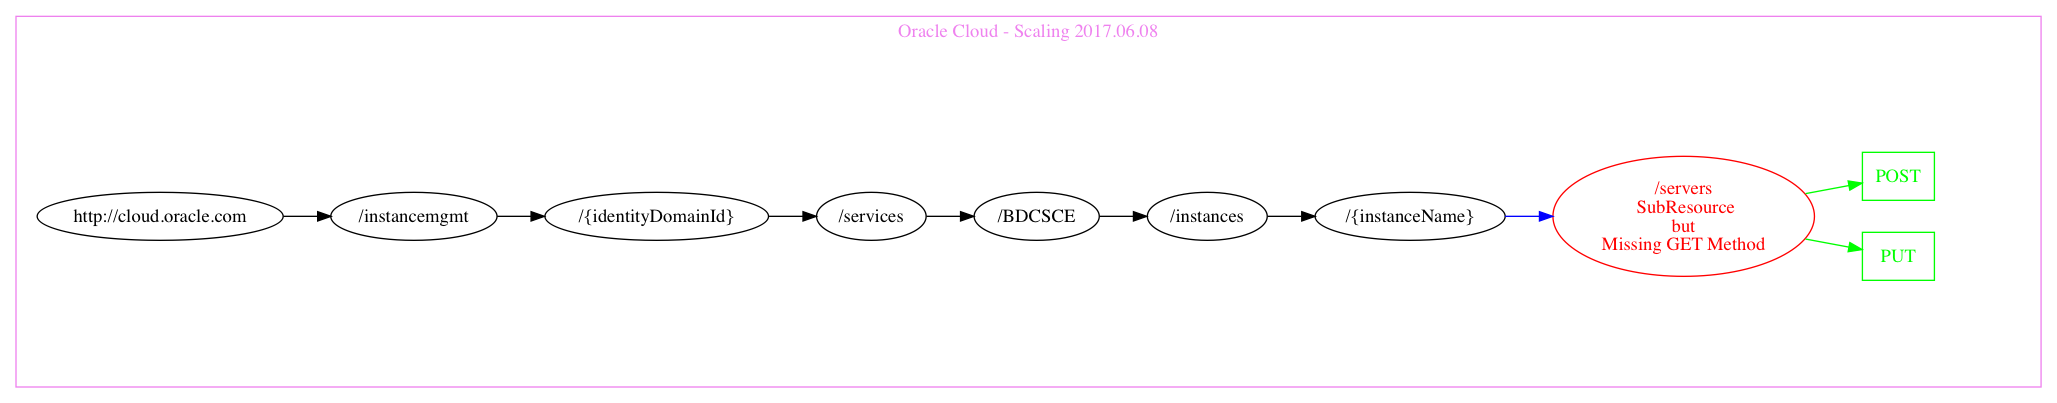 Oracle Cloud - Scaling 2017.06.08
http://cloud.oracle.com
/instancemgmt
/{identityDomainId}
/services
/BDCSCE
/instances
/{instanceName}
/servers
SubResource
but
Missing GET Method
POST
PUT